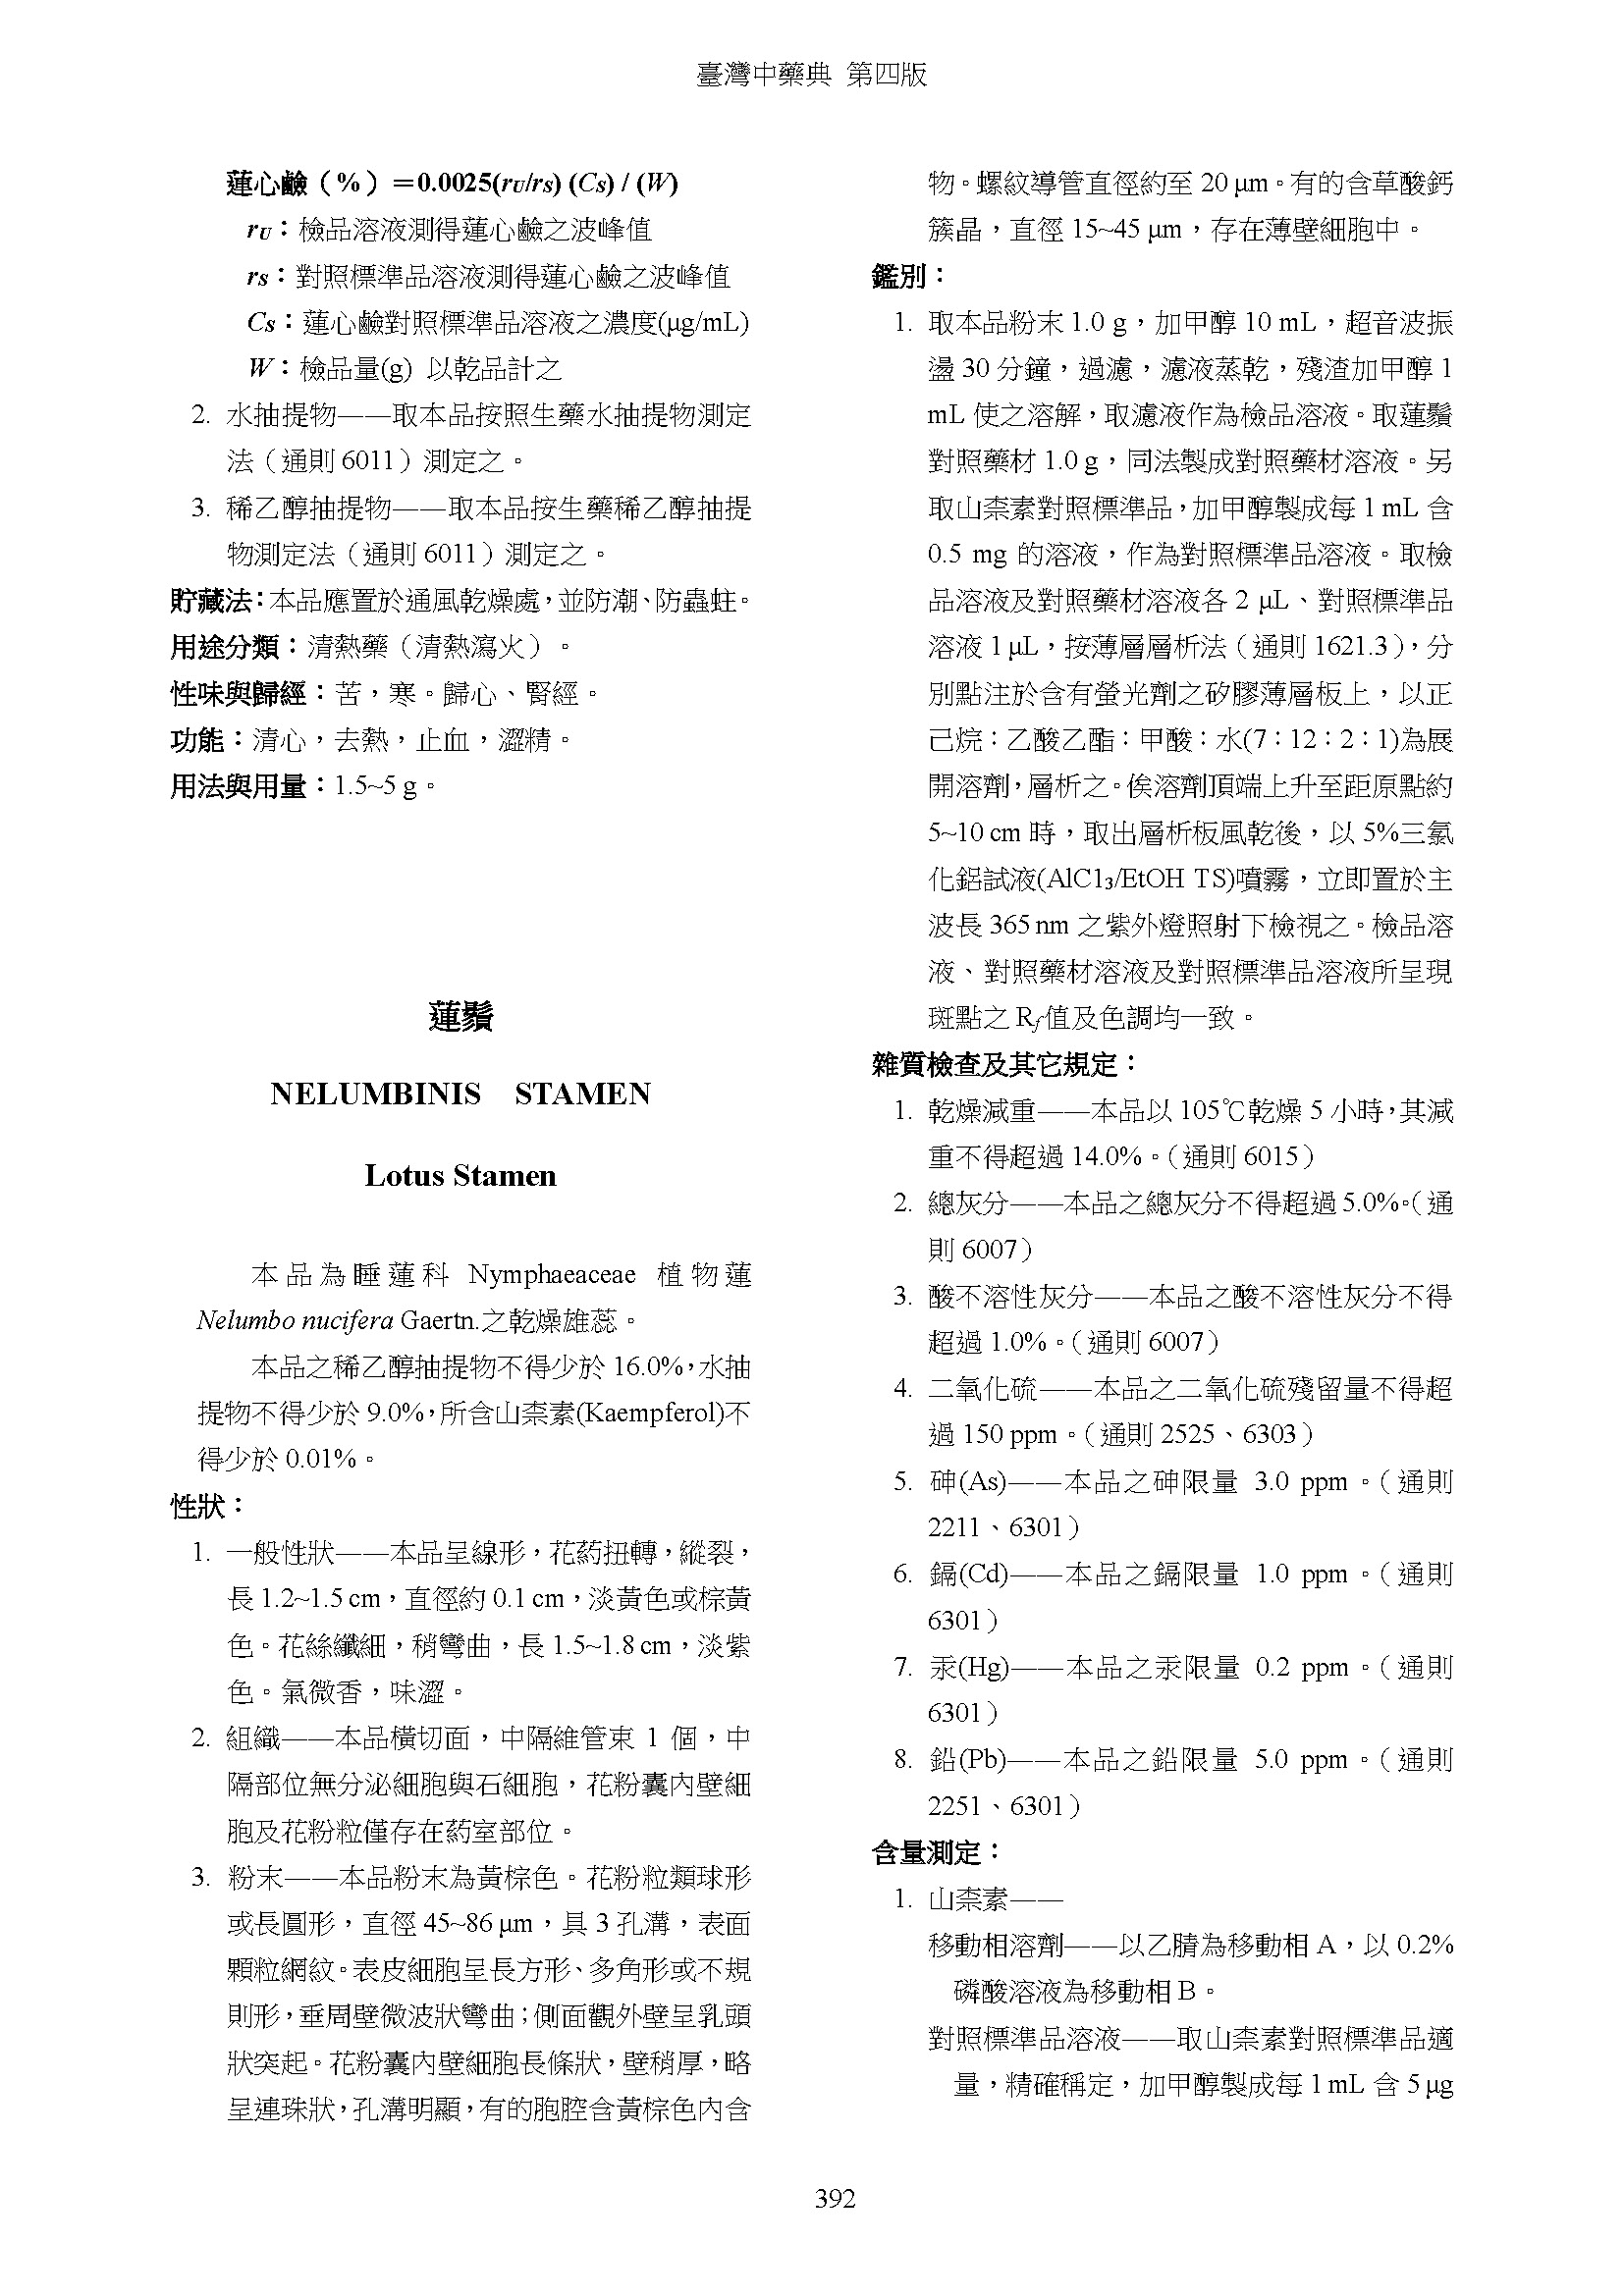 臺灣中藥典 第四版
蓮心鹼（%）＝0.0025(rU/rS) (CS) / (W)
rU：檢品溶液測得蓮心鹼之波峰值
rS：對照標準品溶液測得蓮心鹼之波峰值
CS：蓮心鹼對照標準品溶液之濃度(μg/mL)
W：檢品量(g) 以乾品計之
2. 水抽提物——取本品按照生藥水抽提物測定
法（通則 6011）測定之。
3. 稀乙醇抽提物——取本品按生藥稀乙醇抽提
物測定法（通則 6011）測定之。
貯藏法：本品應置於通風乾燥處，並防潮、防蟲蛀。
用途分類：清熱藥（清熱瀉火）。
性味與歸經：苦，寒。歸心、腎經。
功能：清心，去熱，止血，澀精。
用法與用量：1.5~5 g。
蓮鬚
NELUMBINIS STAMEN
Lotus Stamen
本品為睡蓮科 Nymphaeaceae 植物蓮
Nelumbo nucifera Gaertn.之乾燥雄蕊。
本品之稀乙醇抽提物不得少於 16.0%，水抽
提物不得少於 9.0%，所含山柰素(Kaempferol)不
得少於 0.01%。
性狀：
1. 一般性狀——本品呈線形，花葯扭轉，縱裂，
長 1.2~1.5 cm，直徑約 0.1 cm，淡黃色或棕黃
色。花絲纖細，稍彎曲，長 1.5~1.8 cm，淡紫
色。氣微香，味澀。
2. 組織——本品橫切面，中隔維管束 1 個，中
隔部位無分泌細胞與石細胞，花粉囊內壁細
胞及花粉粒僅存在葯室部位。
3. 粉末——本品粉末為黃棕色。花粉粒類球形
或長圓形，直徑 45~86 μm，具 3 孔溝，表面
顆粒網紋。表皮細胞呈長方形、多角形或不規
則形，垂周壁微波狀彎曲；側面觀外壁呈乳頭
狀突起。花粉囊內壁細胞長條狀，壁稍厚，略
呈連珠狀，孔溝明顯，有的胞腔含黃棕色內含
物。螺紋導管直徑約至 20 μm。有的含草酸鈣
簇晶，直徑 15~45 μm，存在薄壁細胞中。
鑑別：
1. 取本品粉末 1.0 g，加甲醇 10 mL，超音波振
盪 30 分鐘，過濾，濾液蒸乾，殘渣加甲醇 1
mL 使之溶解，取濾液作為檢品溶液。取蓮鬚
對照藥材 1.0 g，同法製成對照藥材溶液。另
取山柰素對照標準品，加甲醇製成每 1 mL 含
0.5 mg 的溶液，作為對照標準品溶液。取檢
品溶液及對照藥材溶液各 2 μL、對照標準品
溶液 1 μL，按薄層層析法（通則 1621.3），分
別點注於含有螢光劑之矽膠薄層板上，以正
己烷：乙酸乙酯：甲酸：水(7：12：2：1)為展
開溶劑，層析之。俟溶劑頂端上升至距原點約
5~10 cm 時，取出層析板風乾後，以 5%三氯
化鋁試液(AlCl₃/EtOH TS)噴霧，立即置於主
波長 365 nm 之紫外燈照射下檢視之。檢品溶
液、對照藥材溶液及對照標準品溶液所呈現
斑點之 Rf值及色調均一致。
雜質檢查及其它規定：
1. 乾燥減重——本品以 105℃乾燥 5 小時，其減
重不得超過 14.0%。（通則 6015）
2. 總灰分——本品之總灰分不得超過 5.0%。（通
則 6007）
3. 酸不溶性灰分——本品之酸不溶性灰分不得
超過 1.0%。（通則 6007）
4. 二氧化硫——本品之二氧化硫殘留量不得超
過 150 ppm。（通則 2525、6303）
5. 砷(As)——本品之砷限量 3.0 ppm。（通則
2211、6301）
6. 鎘(Cd)——本品之鎘限量 1.0 ppm。（通則
6301）
7. 汞(Hg)——本品之汞限量 0.2 ppm。（通則
6301）
8. 鉛(Pb)——本品之鉛限量 5.0 ppm。（通則
2251、6301）
含量測定：
1. 山柰素——
移動相溶劑——以乙腈為移動相 A，以 0.2%
磷酸溶液為移動相 B。
對照標準品溶液——取山柰素對照標準品適
量，精確稱定，加甲醇製成每 1 mL 含 5 μg
392